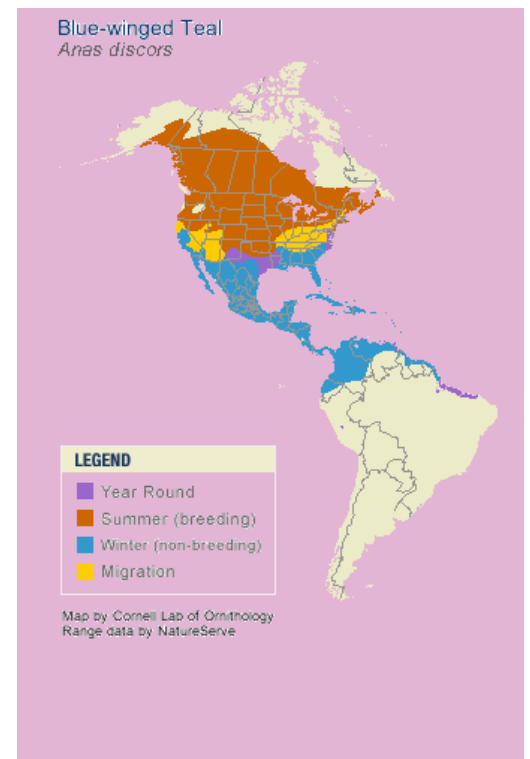 Blue-winged Teal
Anas discors
LEGEND
Year Round
Summer (breeding)
Winter (non-breeding)
Migration
Map by Cornell Lab of Ornithology
Range data by NatureServe